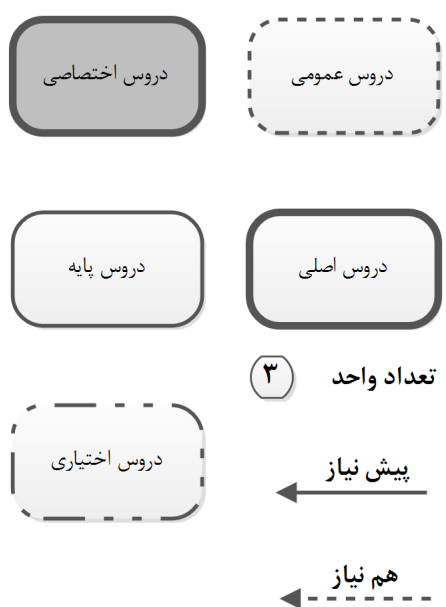 دروس عمومی
دروس اختصاصی
دروس اصلی
دروس پایه
تعداد واحد ۳
دروس اختیاری
پیش نیاز
هم نیاز